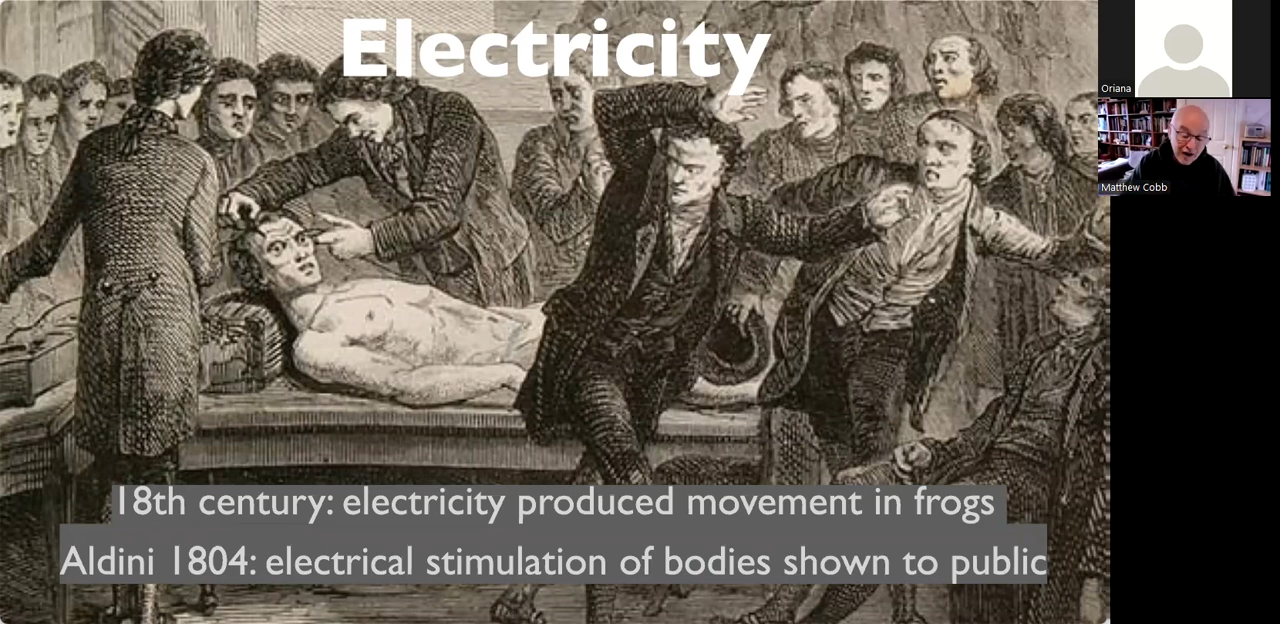 Electricity
Oriana
Matthew Cobb
18th century: electricity produced movement in frogs
Aldini 1804: electrical stimulation of bodies shown to public